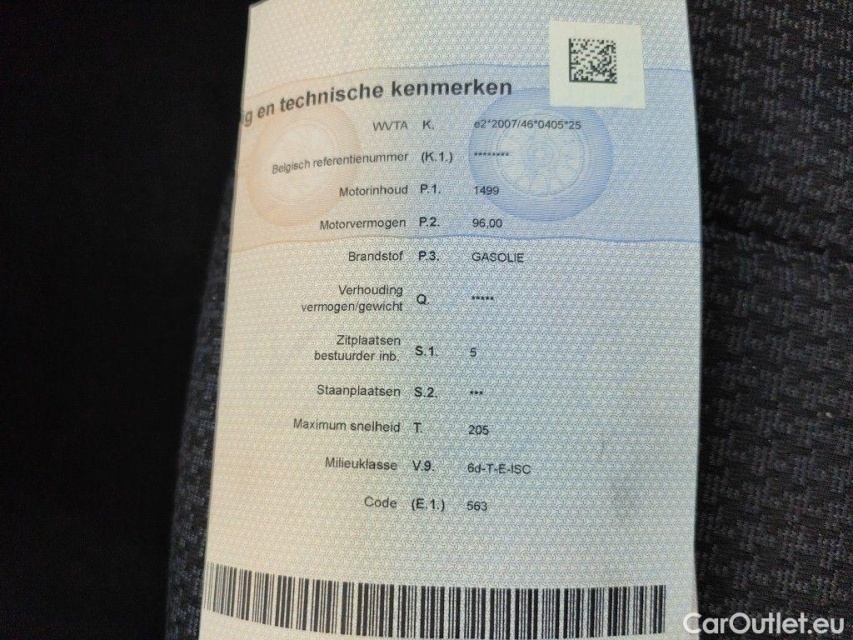 g en technische kenmerken
WVTA K. e2*2007/46*0405*25
Belgisch referentienummer (K.1.) ********
Motorinhoud P.1. 1499
Motorvermogen P.2. 96,00
Brandstof P.3. GASOLIE
Verhouding
vermogen/gewicht Q. *****
Zitplaatsen
bestuurder inb. S.1. 5
Staanplaatsen S.2. ***
Maximum snelheid T. 205
Milieuklasse V.9. 6d-T-E-ISC
Code (E.1.) 563
CarOutlet.eu